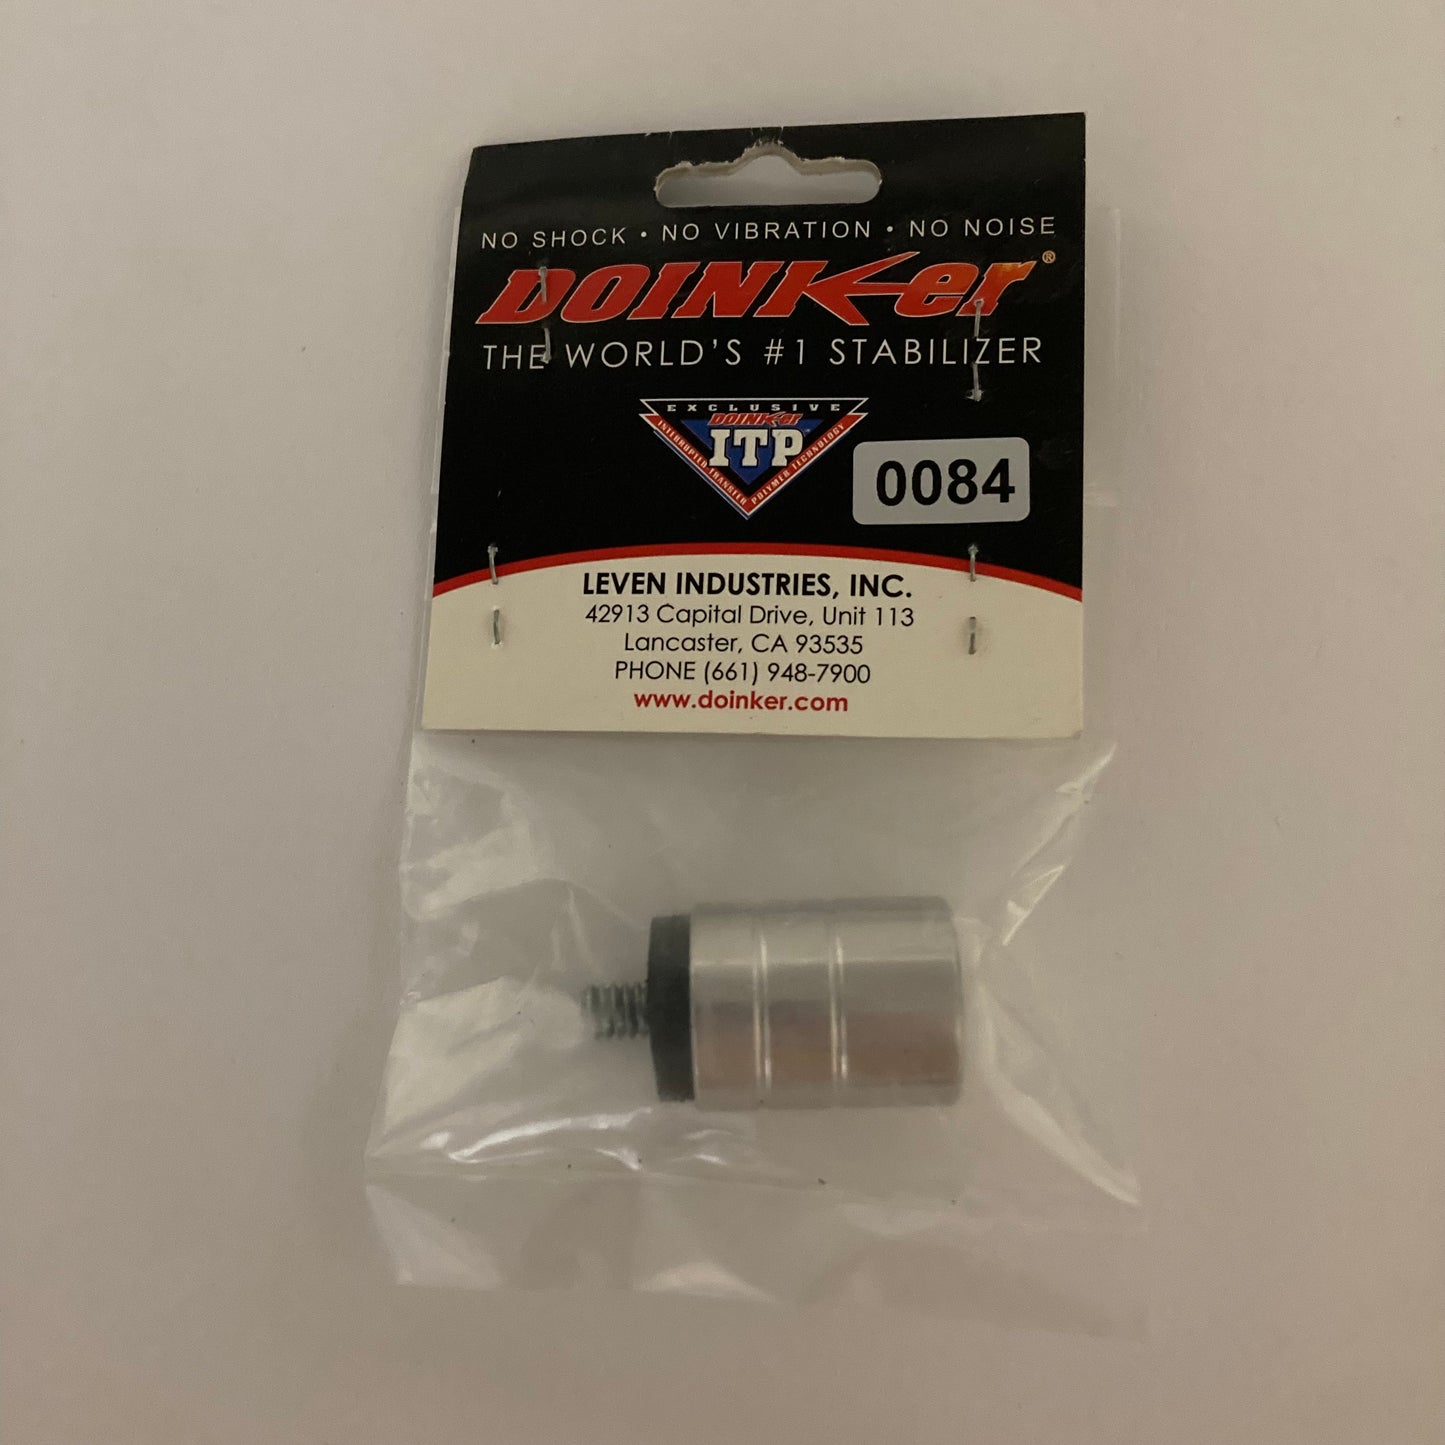 NO SHOCK • NO VIBRATION • NO NOISE
DOINKer®
THE WORLD'S #1 STABILIZER
EXCLUSIVE
DOINKer
ITP
INTERRUPTED TRANSFER POLYMER TECHNOLOGY
0084
LEVEN INDUSTRIES, INC.
42913 Capital Drive, Unit 113
Lancaster, CA 93535
PHONE (661) 948-7900
www.doinker.com